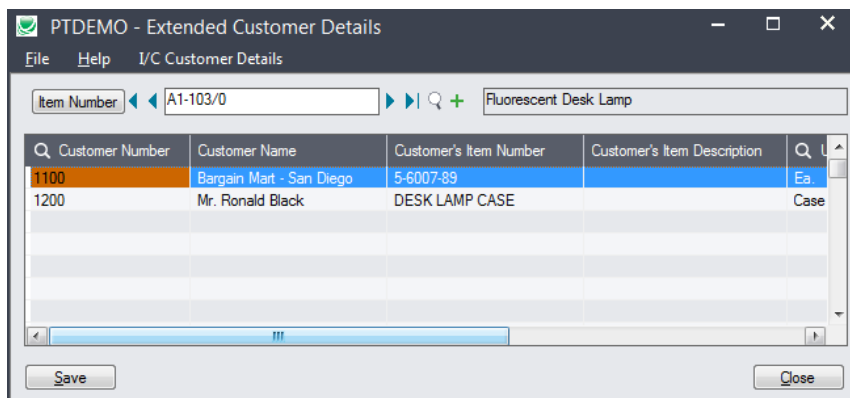 PTDEMO - Extended Customer Details
File Help I/C Customer Details
Item Number A1-103/0 Fluorescent Desk Lamp
Customer Number Customer Name Customer's Item Number Customer's Item Description
1100 Bargain Mart - San Diego 5-6007-89 Ea.
1200 Mr. Ronald Black DESK LAMP CASE Case
Save Close